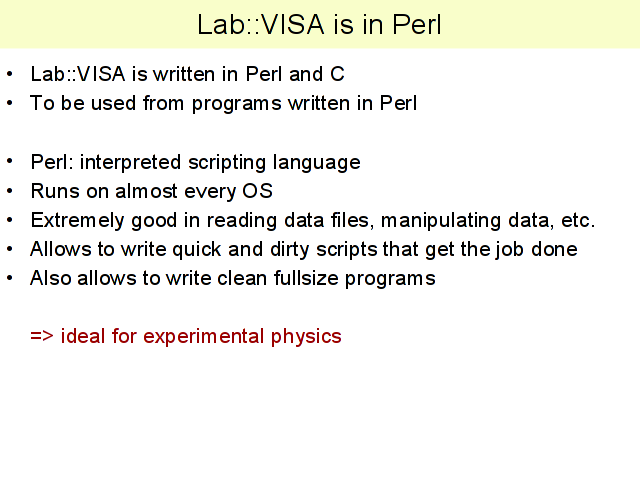 Lab::VISA is in Perl
• Lab::VISA is written in Perl and C
• To be used from programs written in Perl
• Perl: interpreted scripting language
• Runs on almost every OS
• Extremely good in reading data files, manipulating data, etc.
• Allows to write quick and dirty scripts that get the job done
• Also allows to write clean fullsize programs
=> ideal for experimental physics